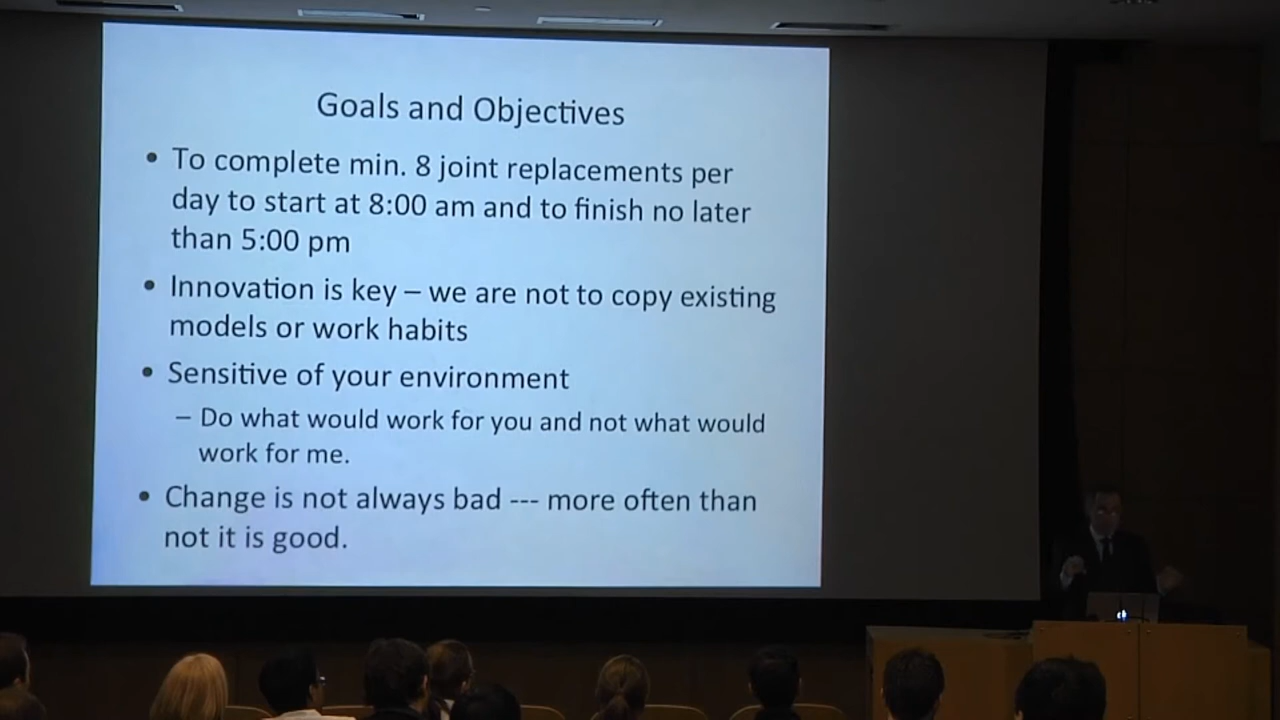 Goals and Objectives
• To complete min. 8 joint replacements per
day to start at 8:00 am and to finish no later
than 5:00 pm
• Innovation is key – we are not to copy existing
models or work habits
• Sensitive of your environment
– Do what would work for you and not what would
work for me.
• Change is not always bad --- more often than
not it is good.